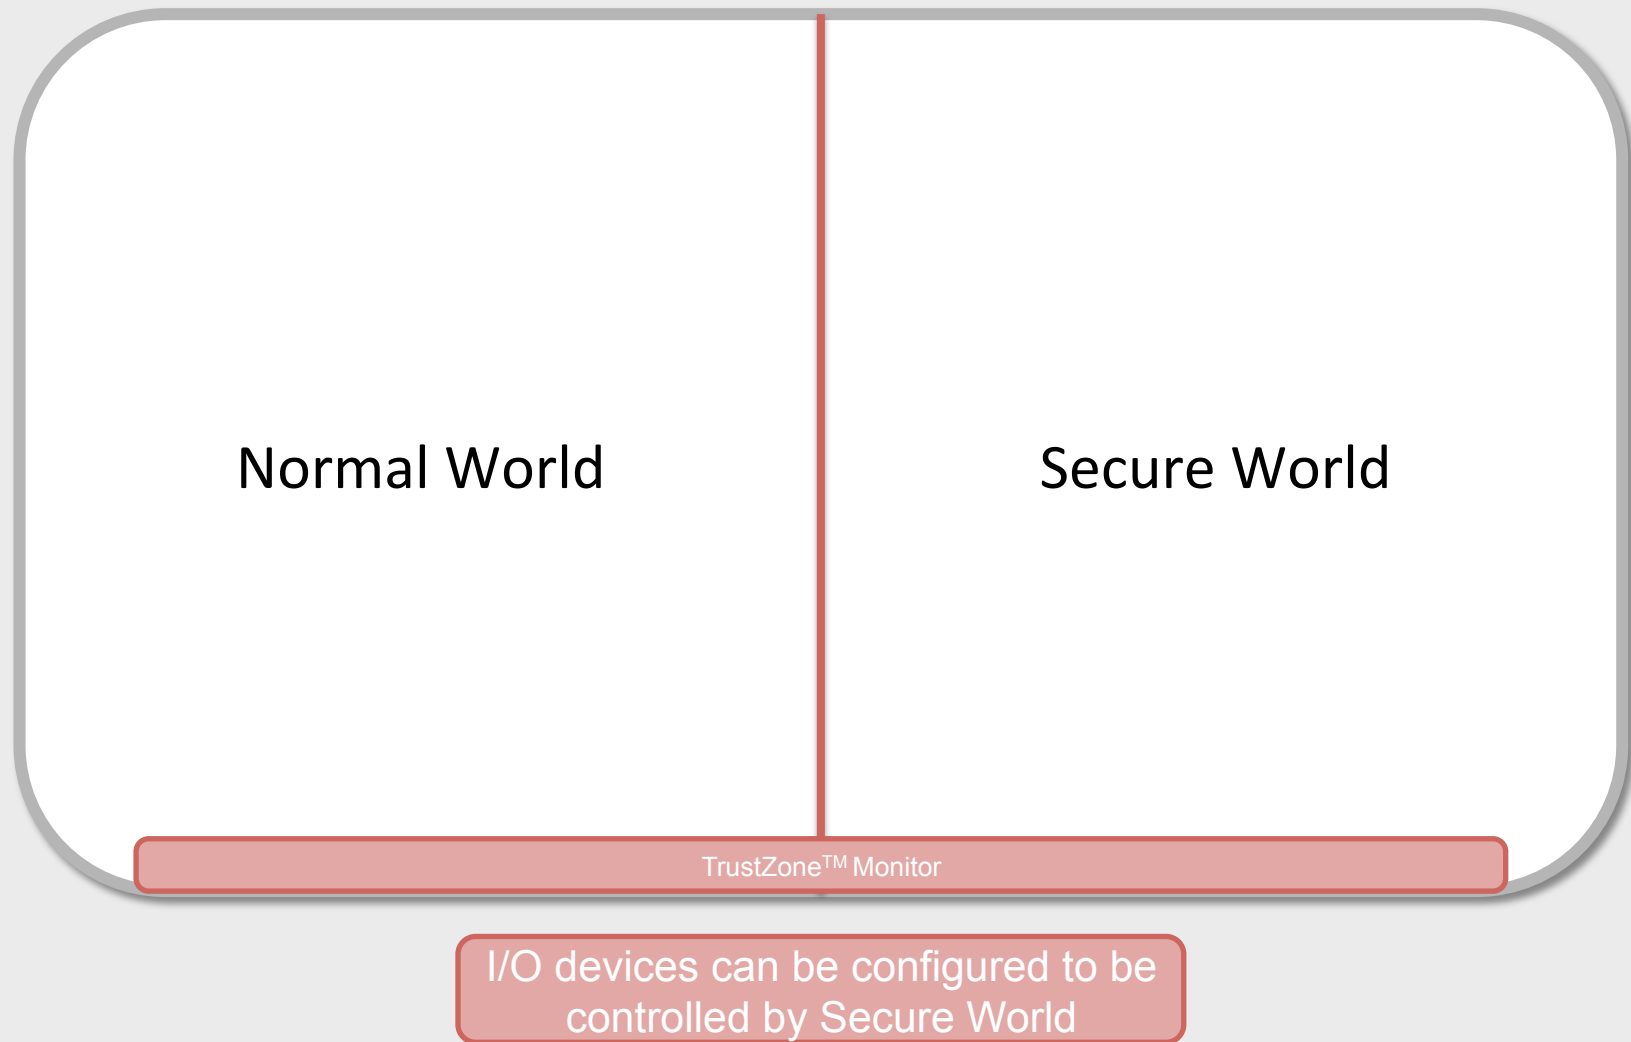 Normal World
Secure World
TrustZone™ Monitor
I/O devices can be configured to be
controlled by Secure World